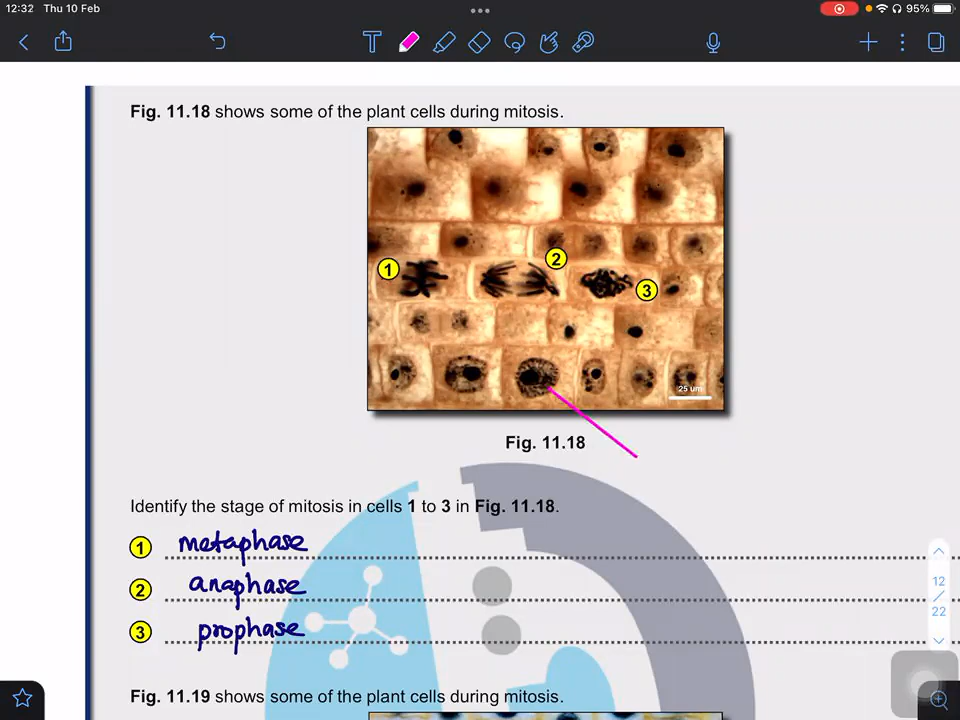 12:32 Thu 10 Feb
95%
T
Fig. 11.18 shows some of the plant cells during mitosis.
1
2
3
25 um
Fig. 11.18
Identify the stage of mitosis in cells 1 to 3 in Fig. 11.18.
1 metaphase
2 anaphase
3 prophase
12
/
22
Fig. 11.19 shows some of the plant cells during mitosis.